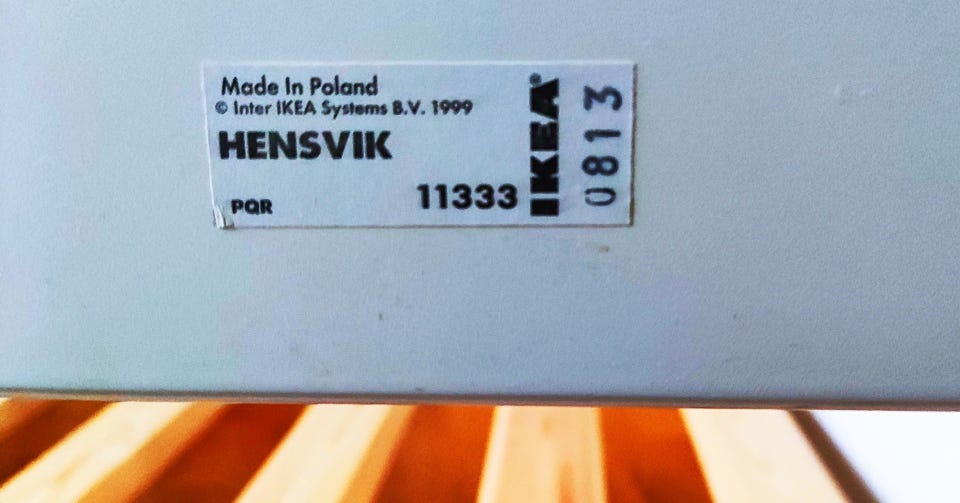 Made In Poland
© Inter IKEA Systems B.V. 1999
HENSVIK
PQR
11333
IKEA®
0813